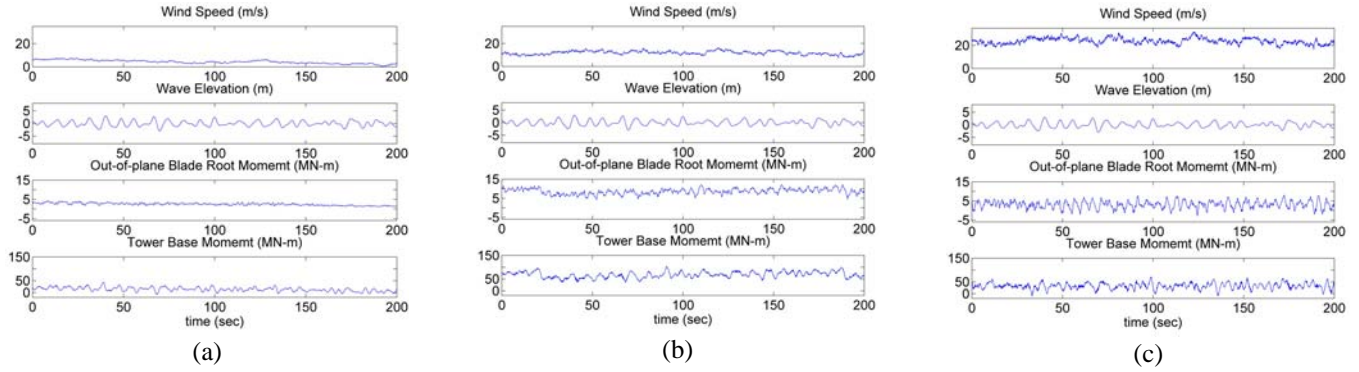 Wind Speed (m/s)
20
0
0 50 100 150 200
Wave Elevation (m)
5
-5
0 50 100 150 200
Out-of-plane Blade Root Momemt (MN-m)
15
5
-5
0 50 100 150 200
Tower Base Momemt (MN-m)
150
50
0
0 50 100 150 200
time (sec)
(a)
Wind Speed (m/s)
20
0
0 50 100 150 200
Wave Elevation (m)
5
-5
0 50 100 150 200
Out-of-plane Blade Root Momemt (MN-m)
15
5
-5
0 50 100 150 200
Tower Base Momemt (MN-m)
150
50
0
0 50 100 150 200
time (sec)
(b)
Wind Speed (m/s)
20
0
0 50 100 150 200
Wave Elevation (m)
5
-5
0 50 100 150 200
Out-of-plane Blade Root Momemt (MN-m)
15
5
-5
0 50 100 150 200
Tower Base Momemt (MN-m)
150
50
0
0 50 100 150 200
time (sec)
(c)